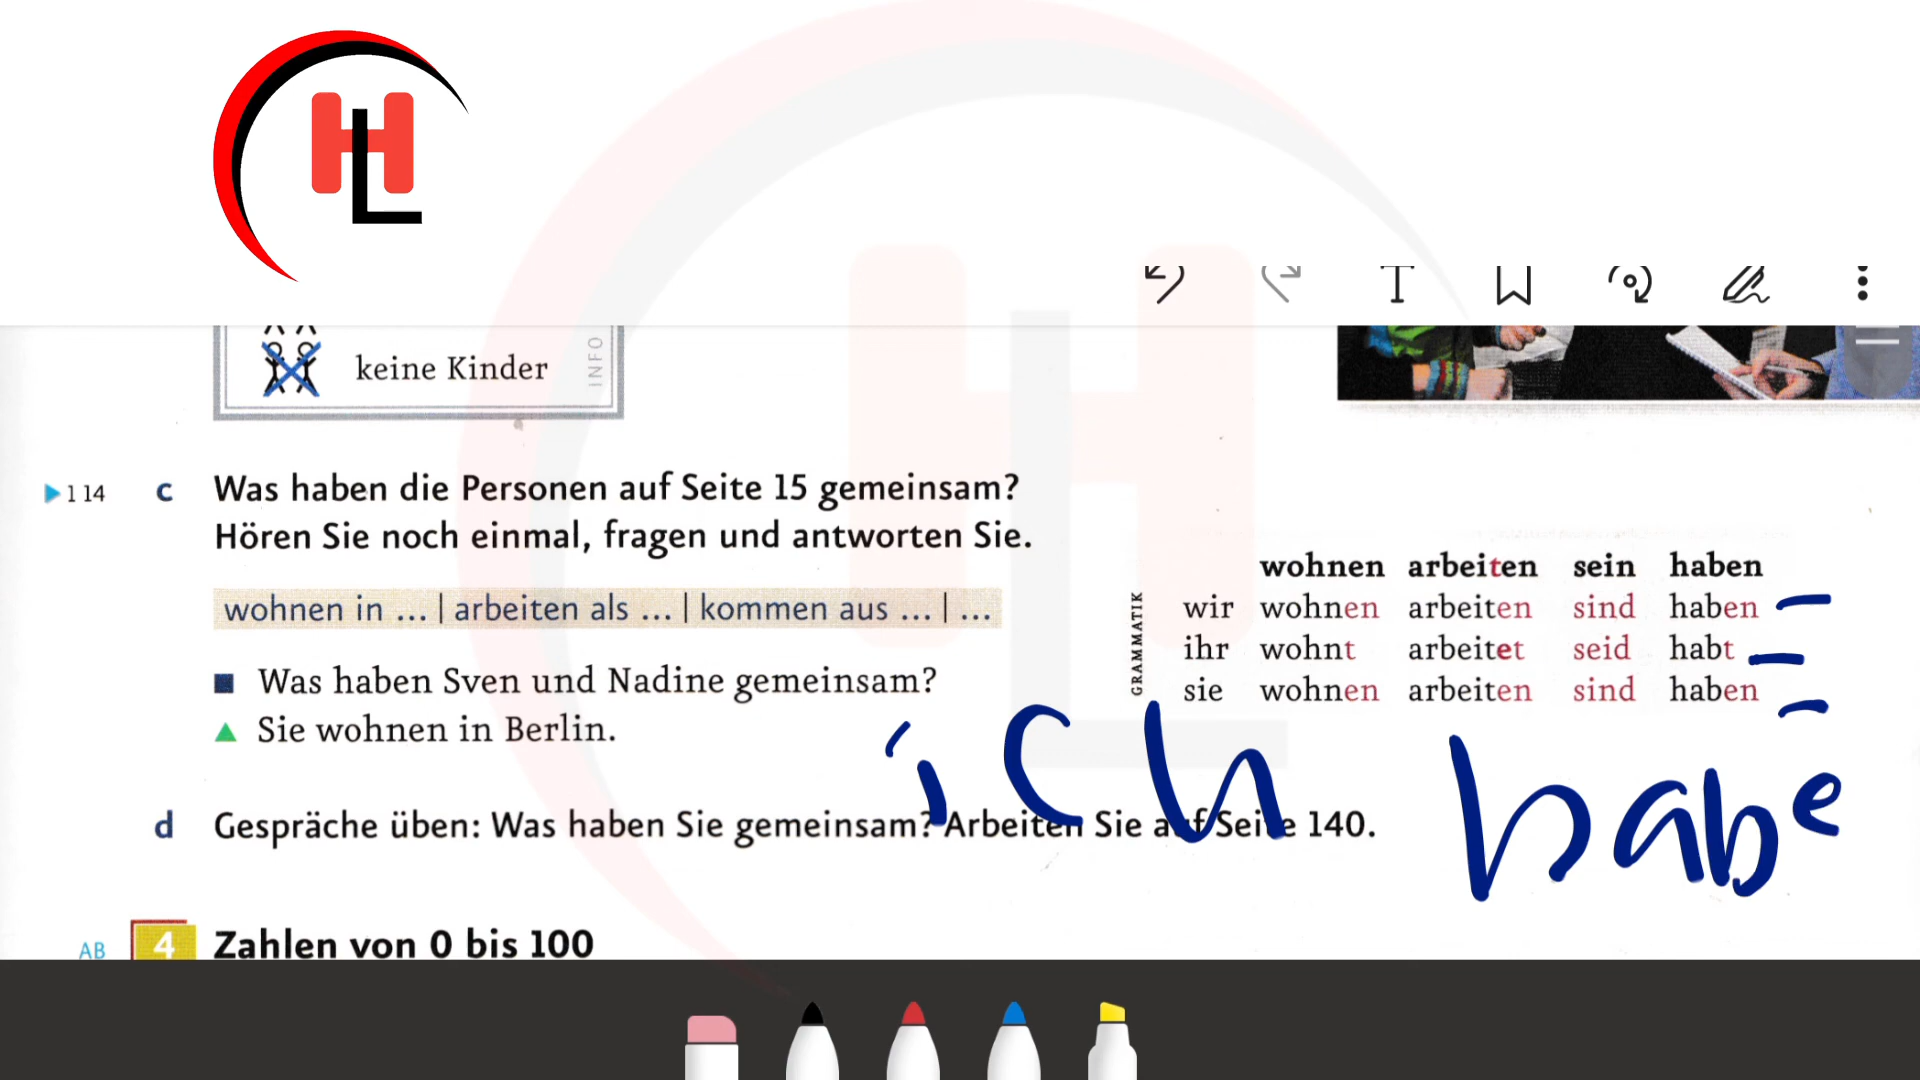 HL
keine Kinder
INFO
1 14 c Was haben die Personen auf Seite 15 gemeinsam?
Hören Sie noch einmal, fragen und antworten Sie.
wohnen in ... | arbeiten als ... | kommen aus ... | ...
Was haben Sven und Nadine gemeinsam?
Sie wohnen in Berlin.
GRAMMATIK
wohnen arbeiten sein haben
wir wohnen arbeiten sind haben
ihr wohnt arbeitet seid habt
sie wohnen arbeiten sind haben
ich habe
d Gespräche üben: Was haben Sie gemeinsam? Arbeiten Sie auf Seite 140.
AB 4 Zahlen von 0 bis 100